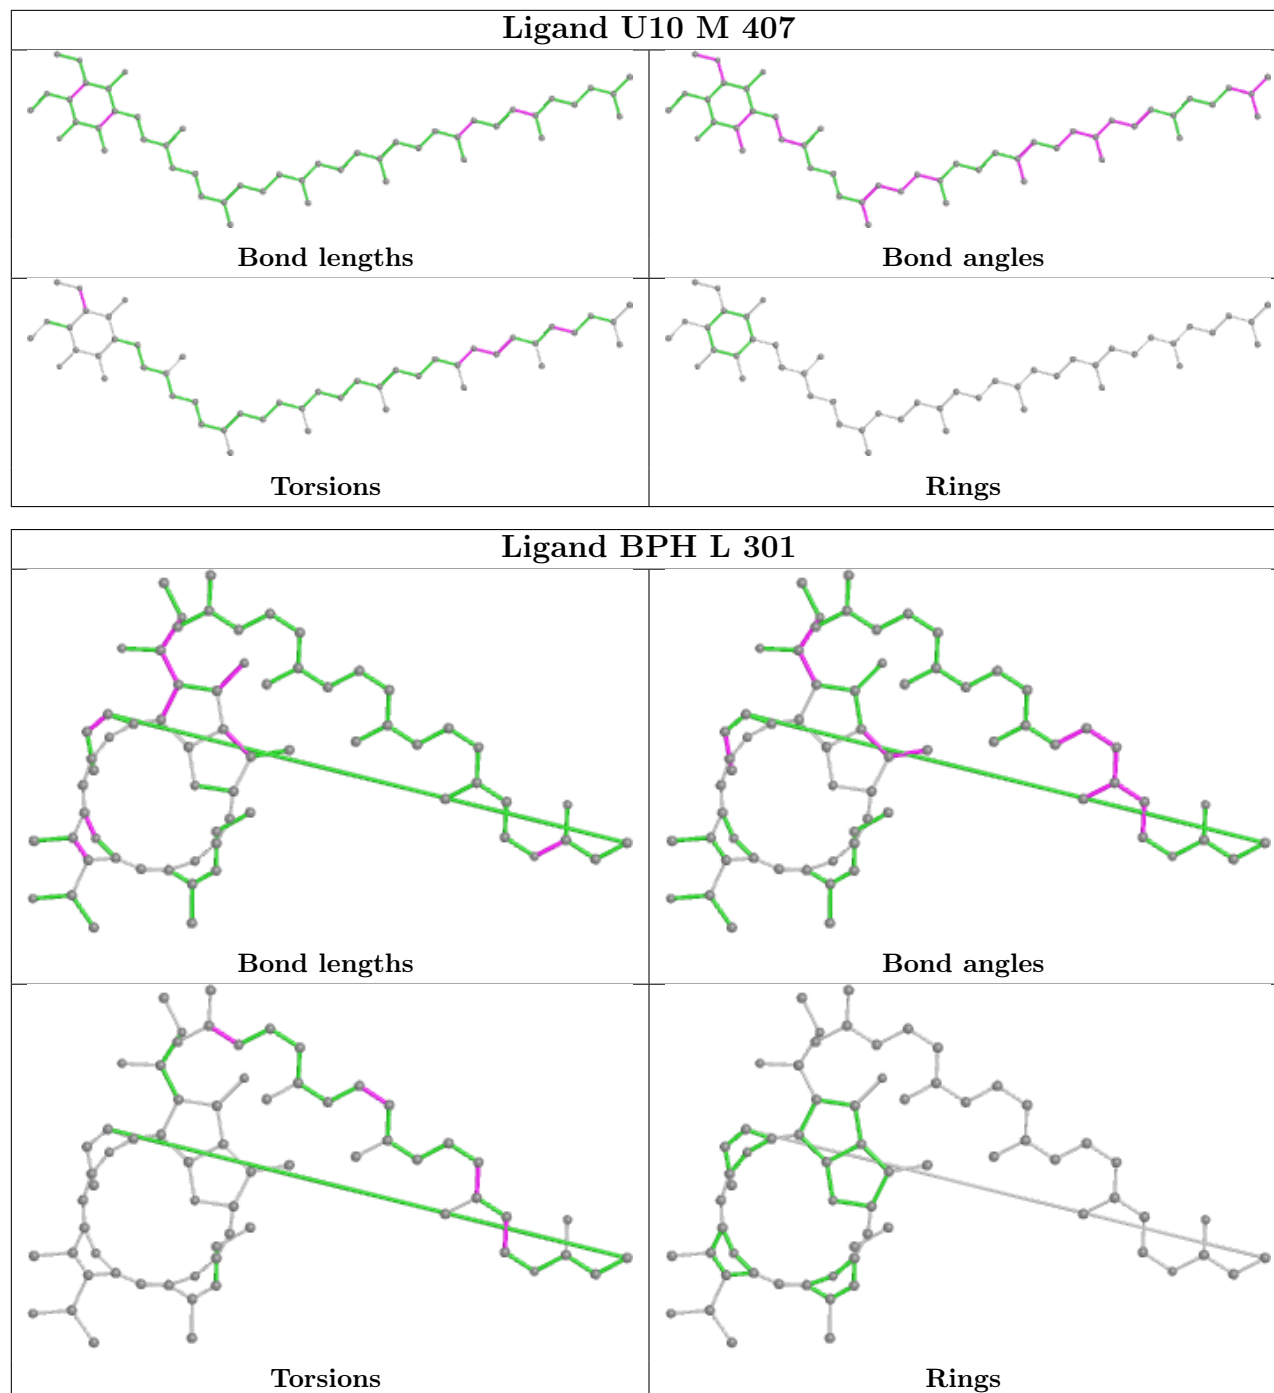 Ligand U10 M 407
Bond lengths
Bond angles
Torsions
Rings
Ligand BPH L 301
Bond lengths
Bond angles
Torsions
Rings